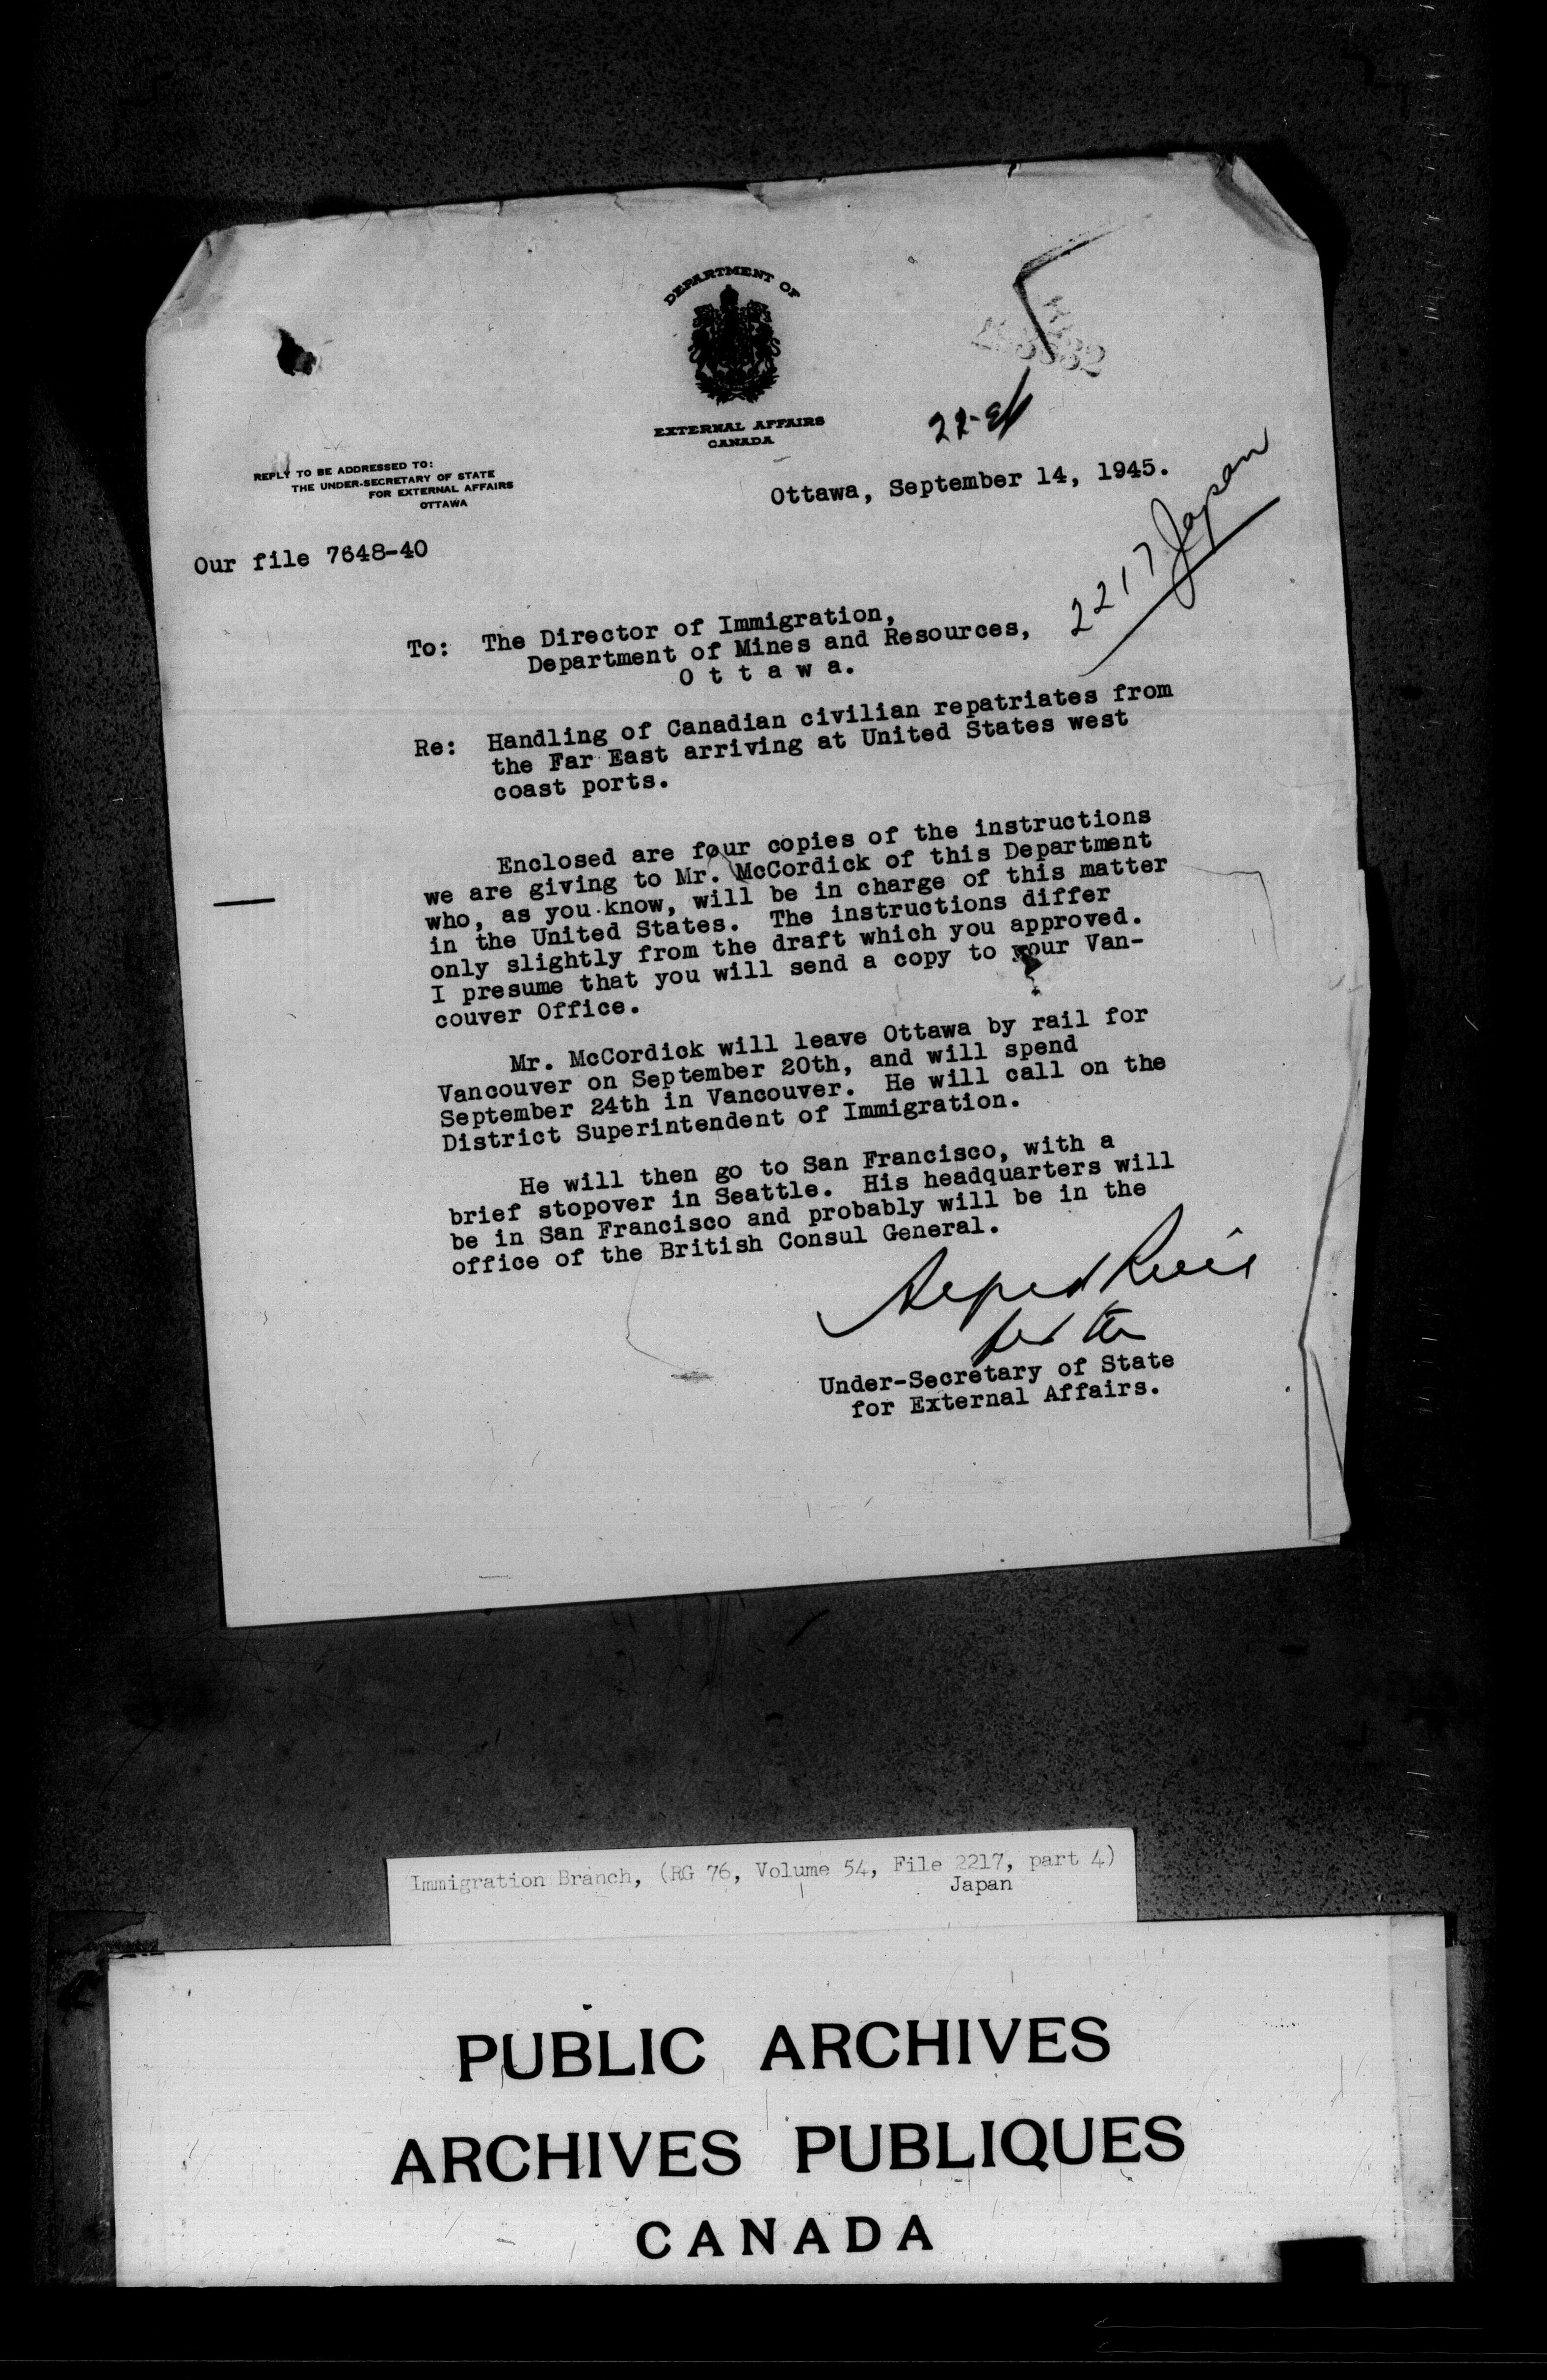 DEPARTMENT OF
EXTERNAL AFFAIRS
CANADA
22-
REPLY TO BE ADDRESSED TO:
THE UNDER-SECRETARY OF STATE
FOR EXTERNAL AFFAIRS
OTTAWA
Ottawa, September 14, 1945.
Our file 7648-40
2217 Japan
To: The Director of Immigration,
Department of Mines and Resources,
O t t a w a.
Re: Handling of Canadian civilian repatriates from
the Far East arriving at United States west
coast ports.
Enclosed are four copies of the instructions
we are giving to Mr. McCordick of this Department
who, as you know, will be in charge of this matter
in the United States. The instructions differ
only slightly from the draft which you approved.
I presume that you will send a copy to your Van-
couver Office.
Mr. McCordick will leave Ottawa by rail for
Vancouver on September 20th, and will spend
September 24th in Vancouver. He will call on the
District Superintendent of Immigration.
He will then go to San Francisco, with a
brief stopover in Seattle. His headquarters will
be in San Francisco and probably will be in the
office of the British Consul General.
for the
Under-Secretary of State
for External Affairs.
Immigration Branch, (RG 76, Volume 54, File 2217, part 4)
Japan
PUBLIC ARCHIVES
ARCHIVES PUBLIQUES
CANADA